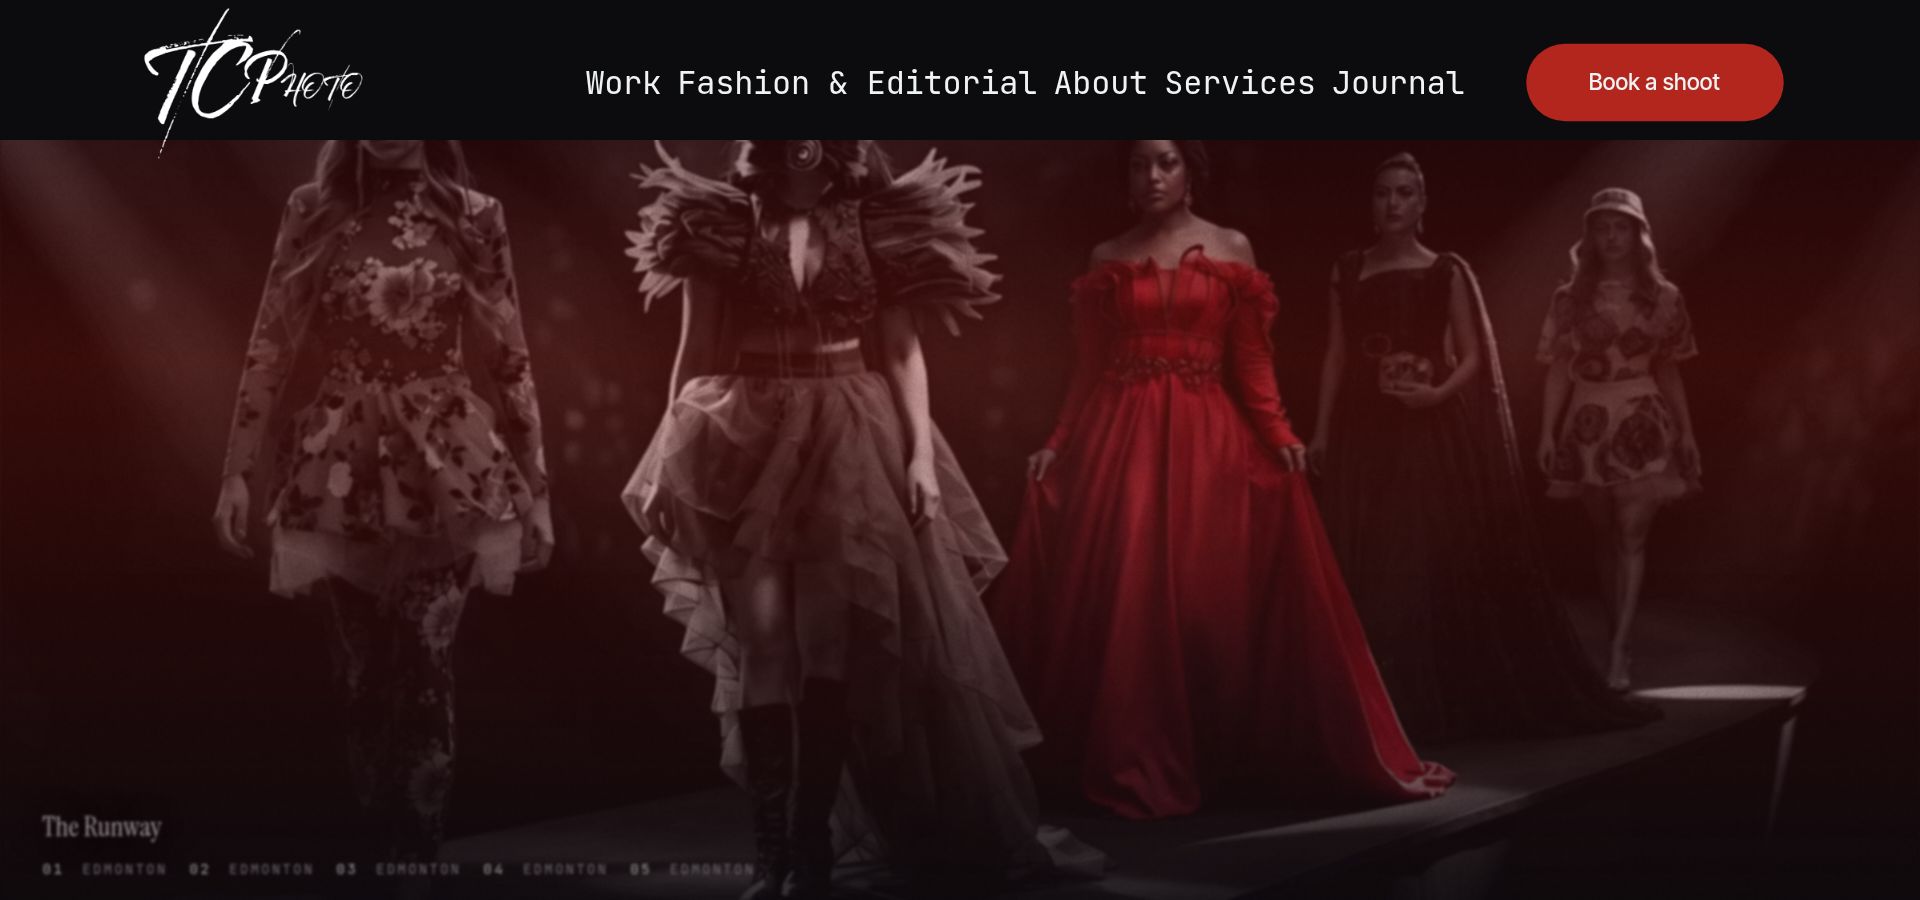 TCPHOTO
Work Fashion & Editorial About Services Journal
Book a shoot
The Runway
01 EDMONTON 02 EDMONTON 03 EDMONTON 04 EDMONTON 05 EDMONTON